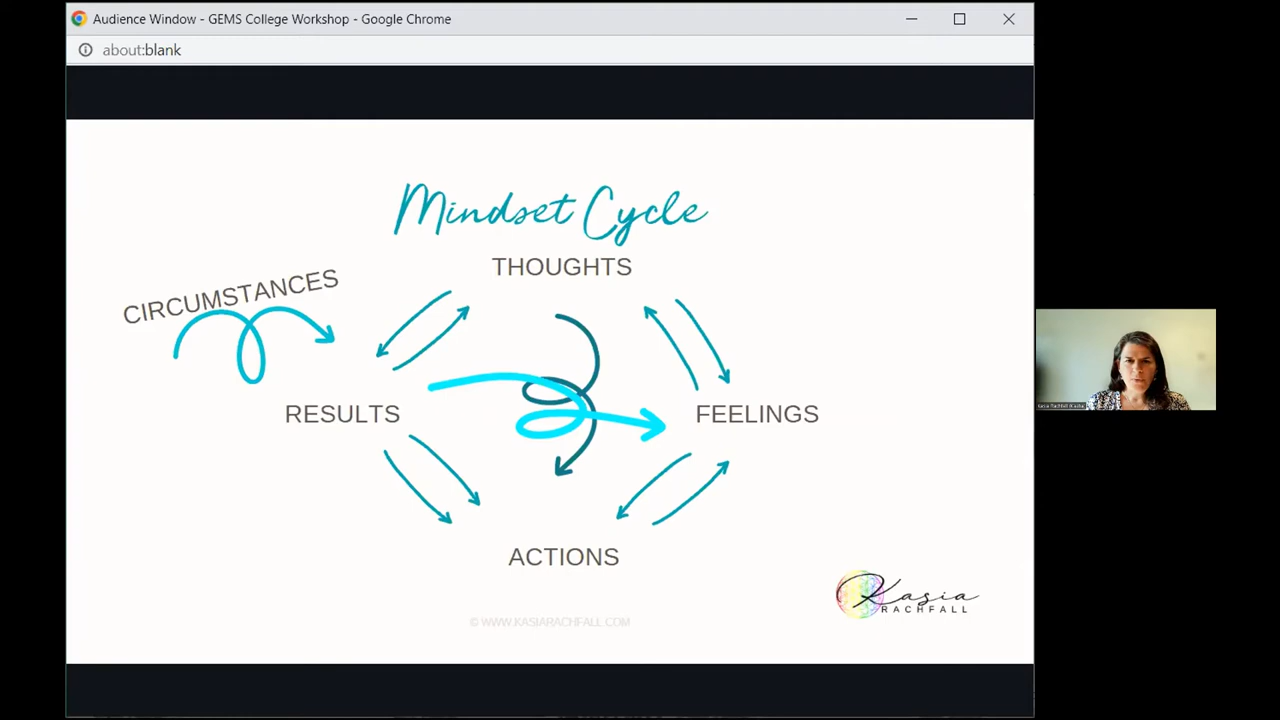 Audience Window - GEMS College Workshop - Google Chrome
about:blank
Mindset Cycle
THOUGHTS
CIRCUMSTANCES
RESULTS
FEELINGS
ACTIONS
Kasia
RACHFALL
© WWW.KASIARACHFALL.COM